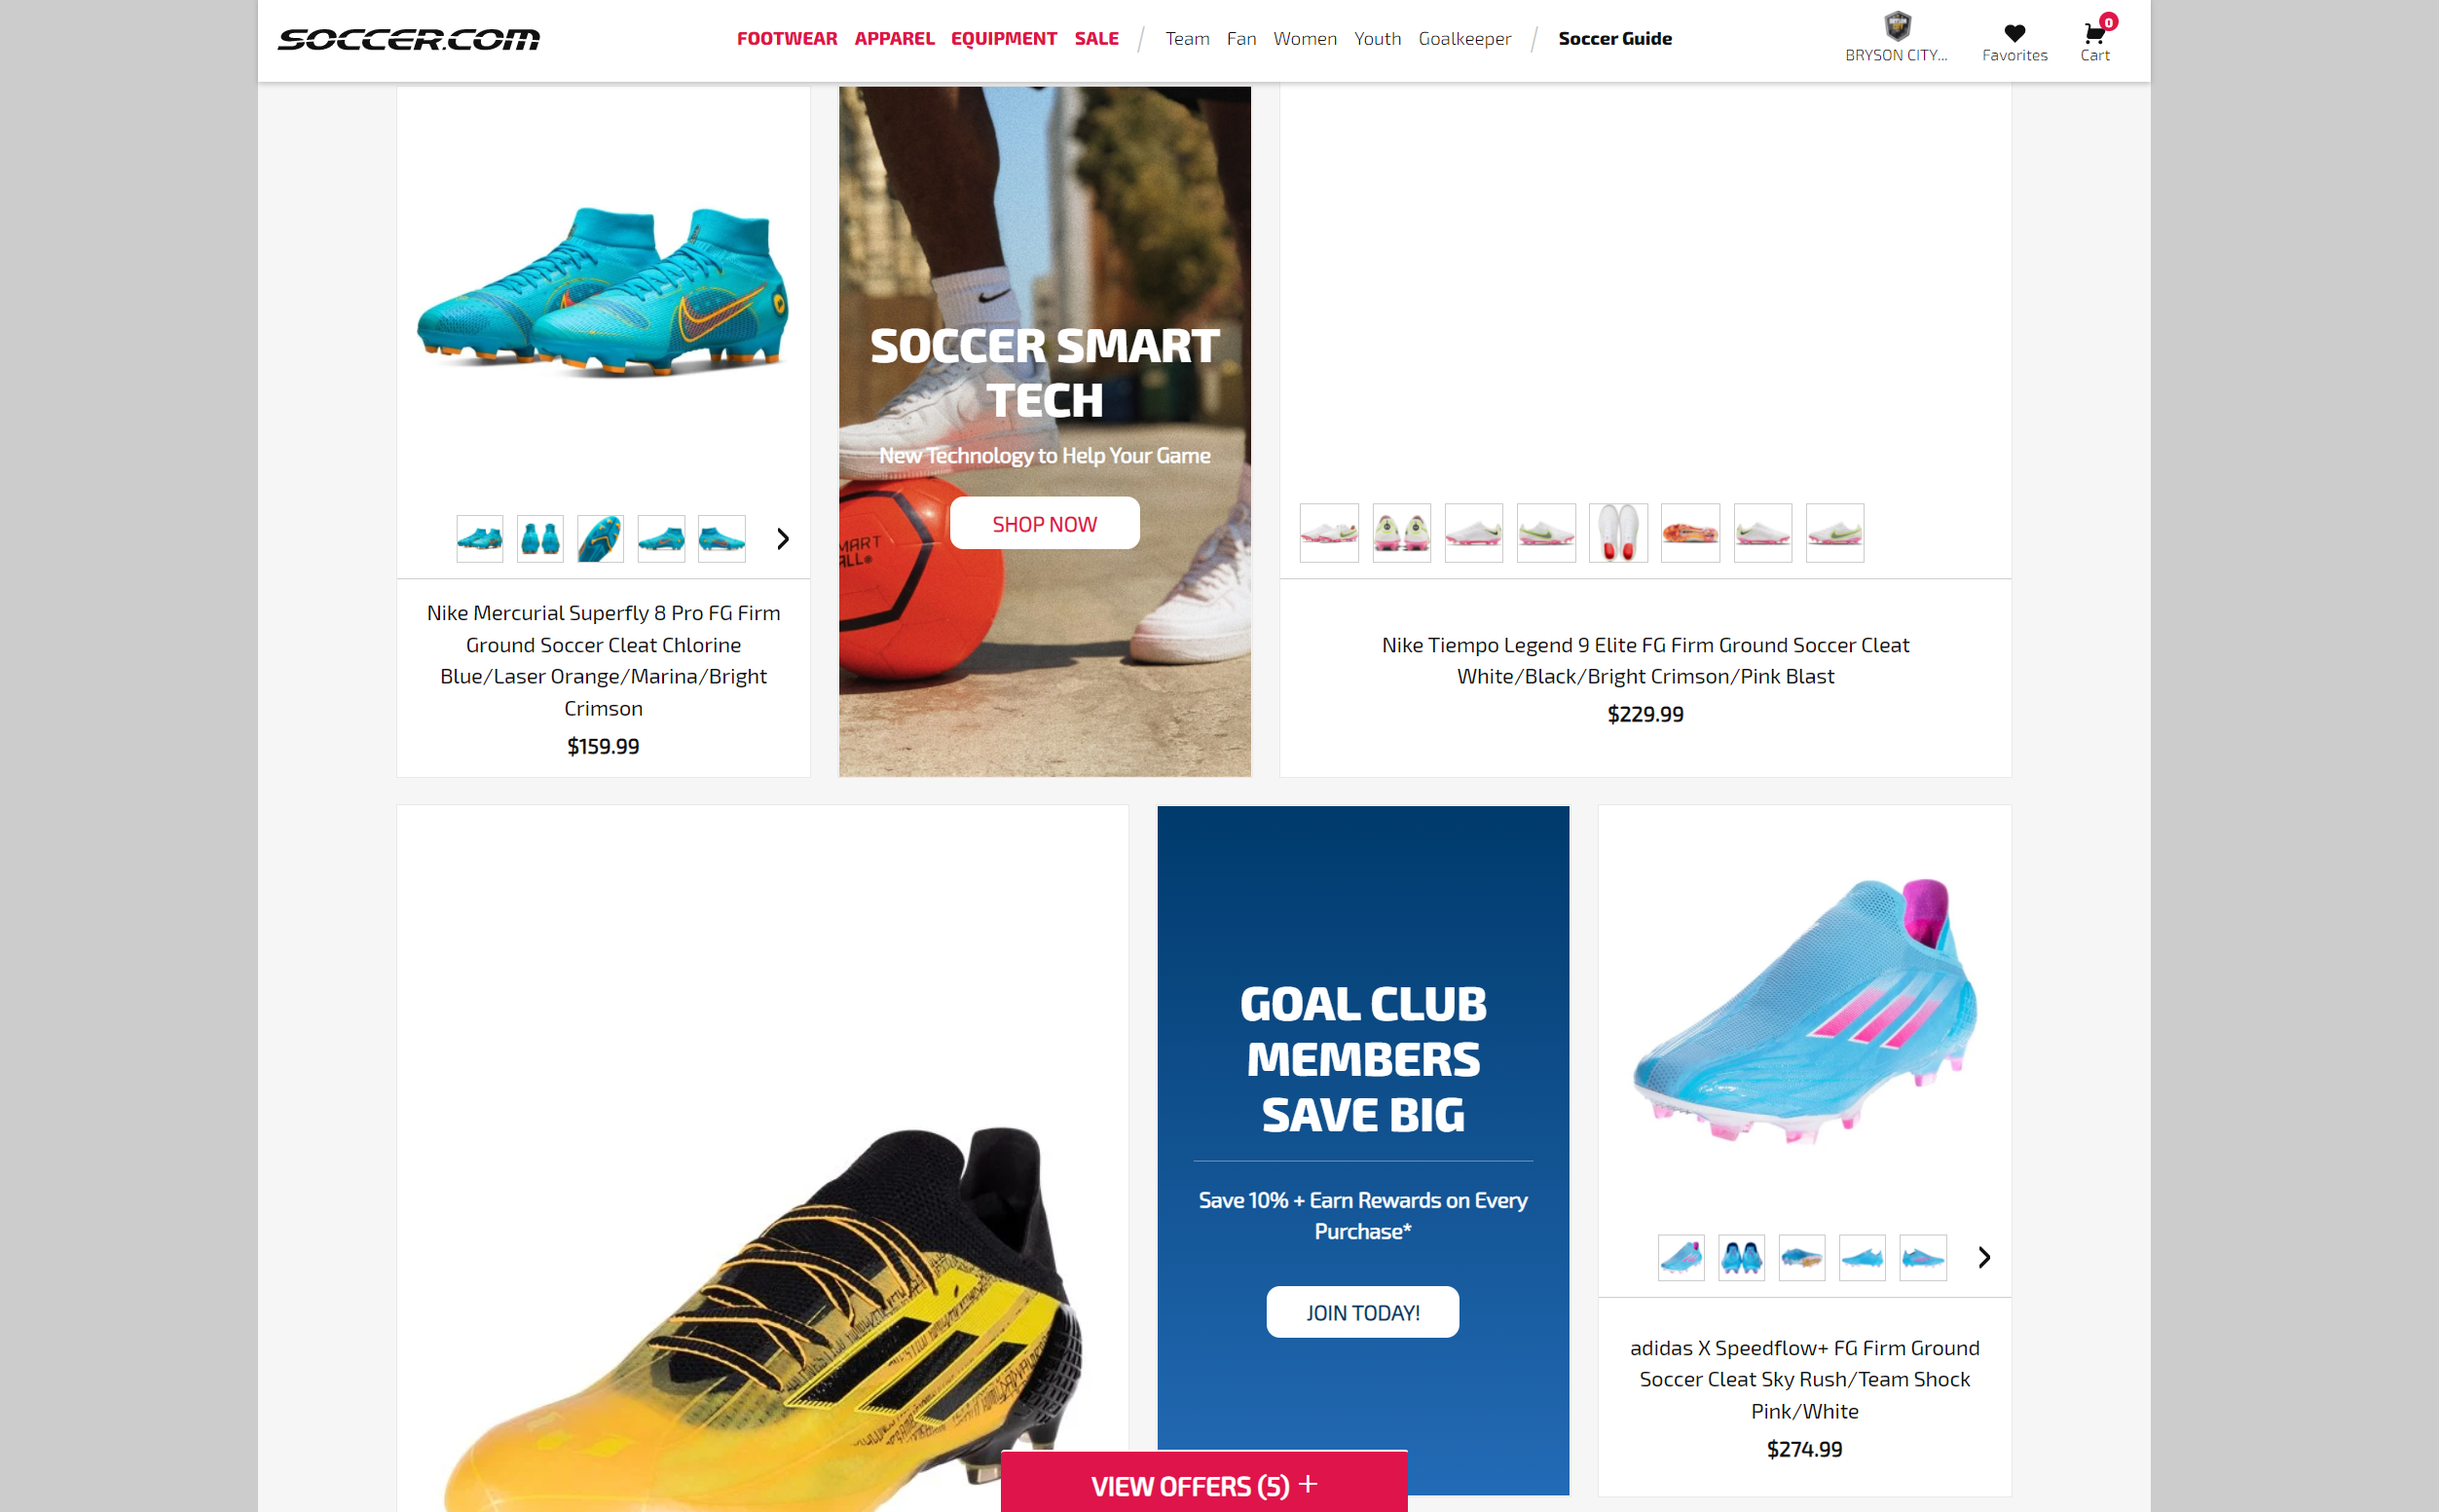 SOCCER.COM
FOOTWEAR APPAREL EQUIPMENT SALE / Team Fan Women Youth Goalkeeper / Soccer Guide
BRYSON CITY...
Favorites
0
Cart
SOCCER SMART
TECH
New Technology to Help Your Game
SHOP NOW
MART
ALL®
Nike Mercurial Superfly 8 Pro FG Firm
Ground Soccer Cleat Chlorine
Blue/Laser Orange/Marina/Bright
Crimson
$159.99
Nike Tiempo Legend 9 Elite FG Firm Ground Soccer Cleat
White/Black/Bright Crimson/Pink Blast
$229.99
GOAL CLUB
MEMBERS
SAVE BIG
Save 10% + Earn Rewards on Every
Purchase*
JOIN TODAY!
adidas X Speedflow+ FG Firm Ground
Soccer Cleat Sky Rush/Team Shock
Pink/White
$274.99
VIEW OFFERS (5) +